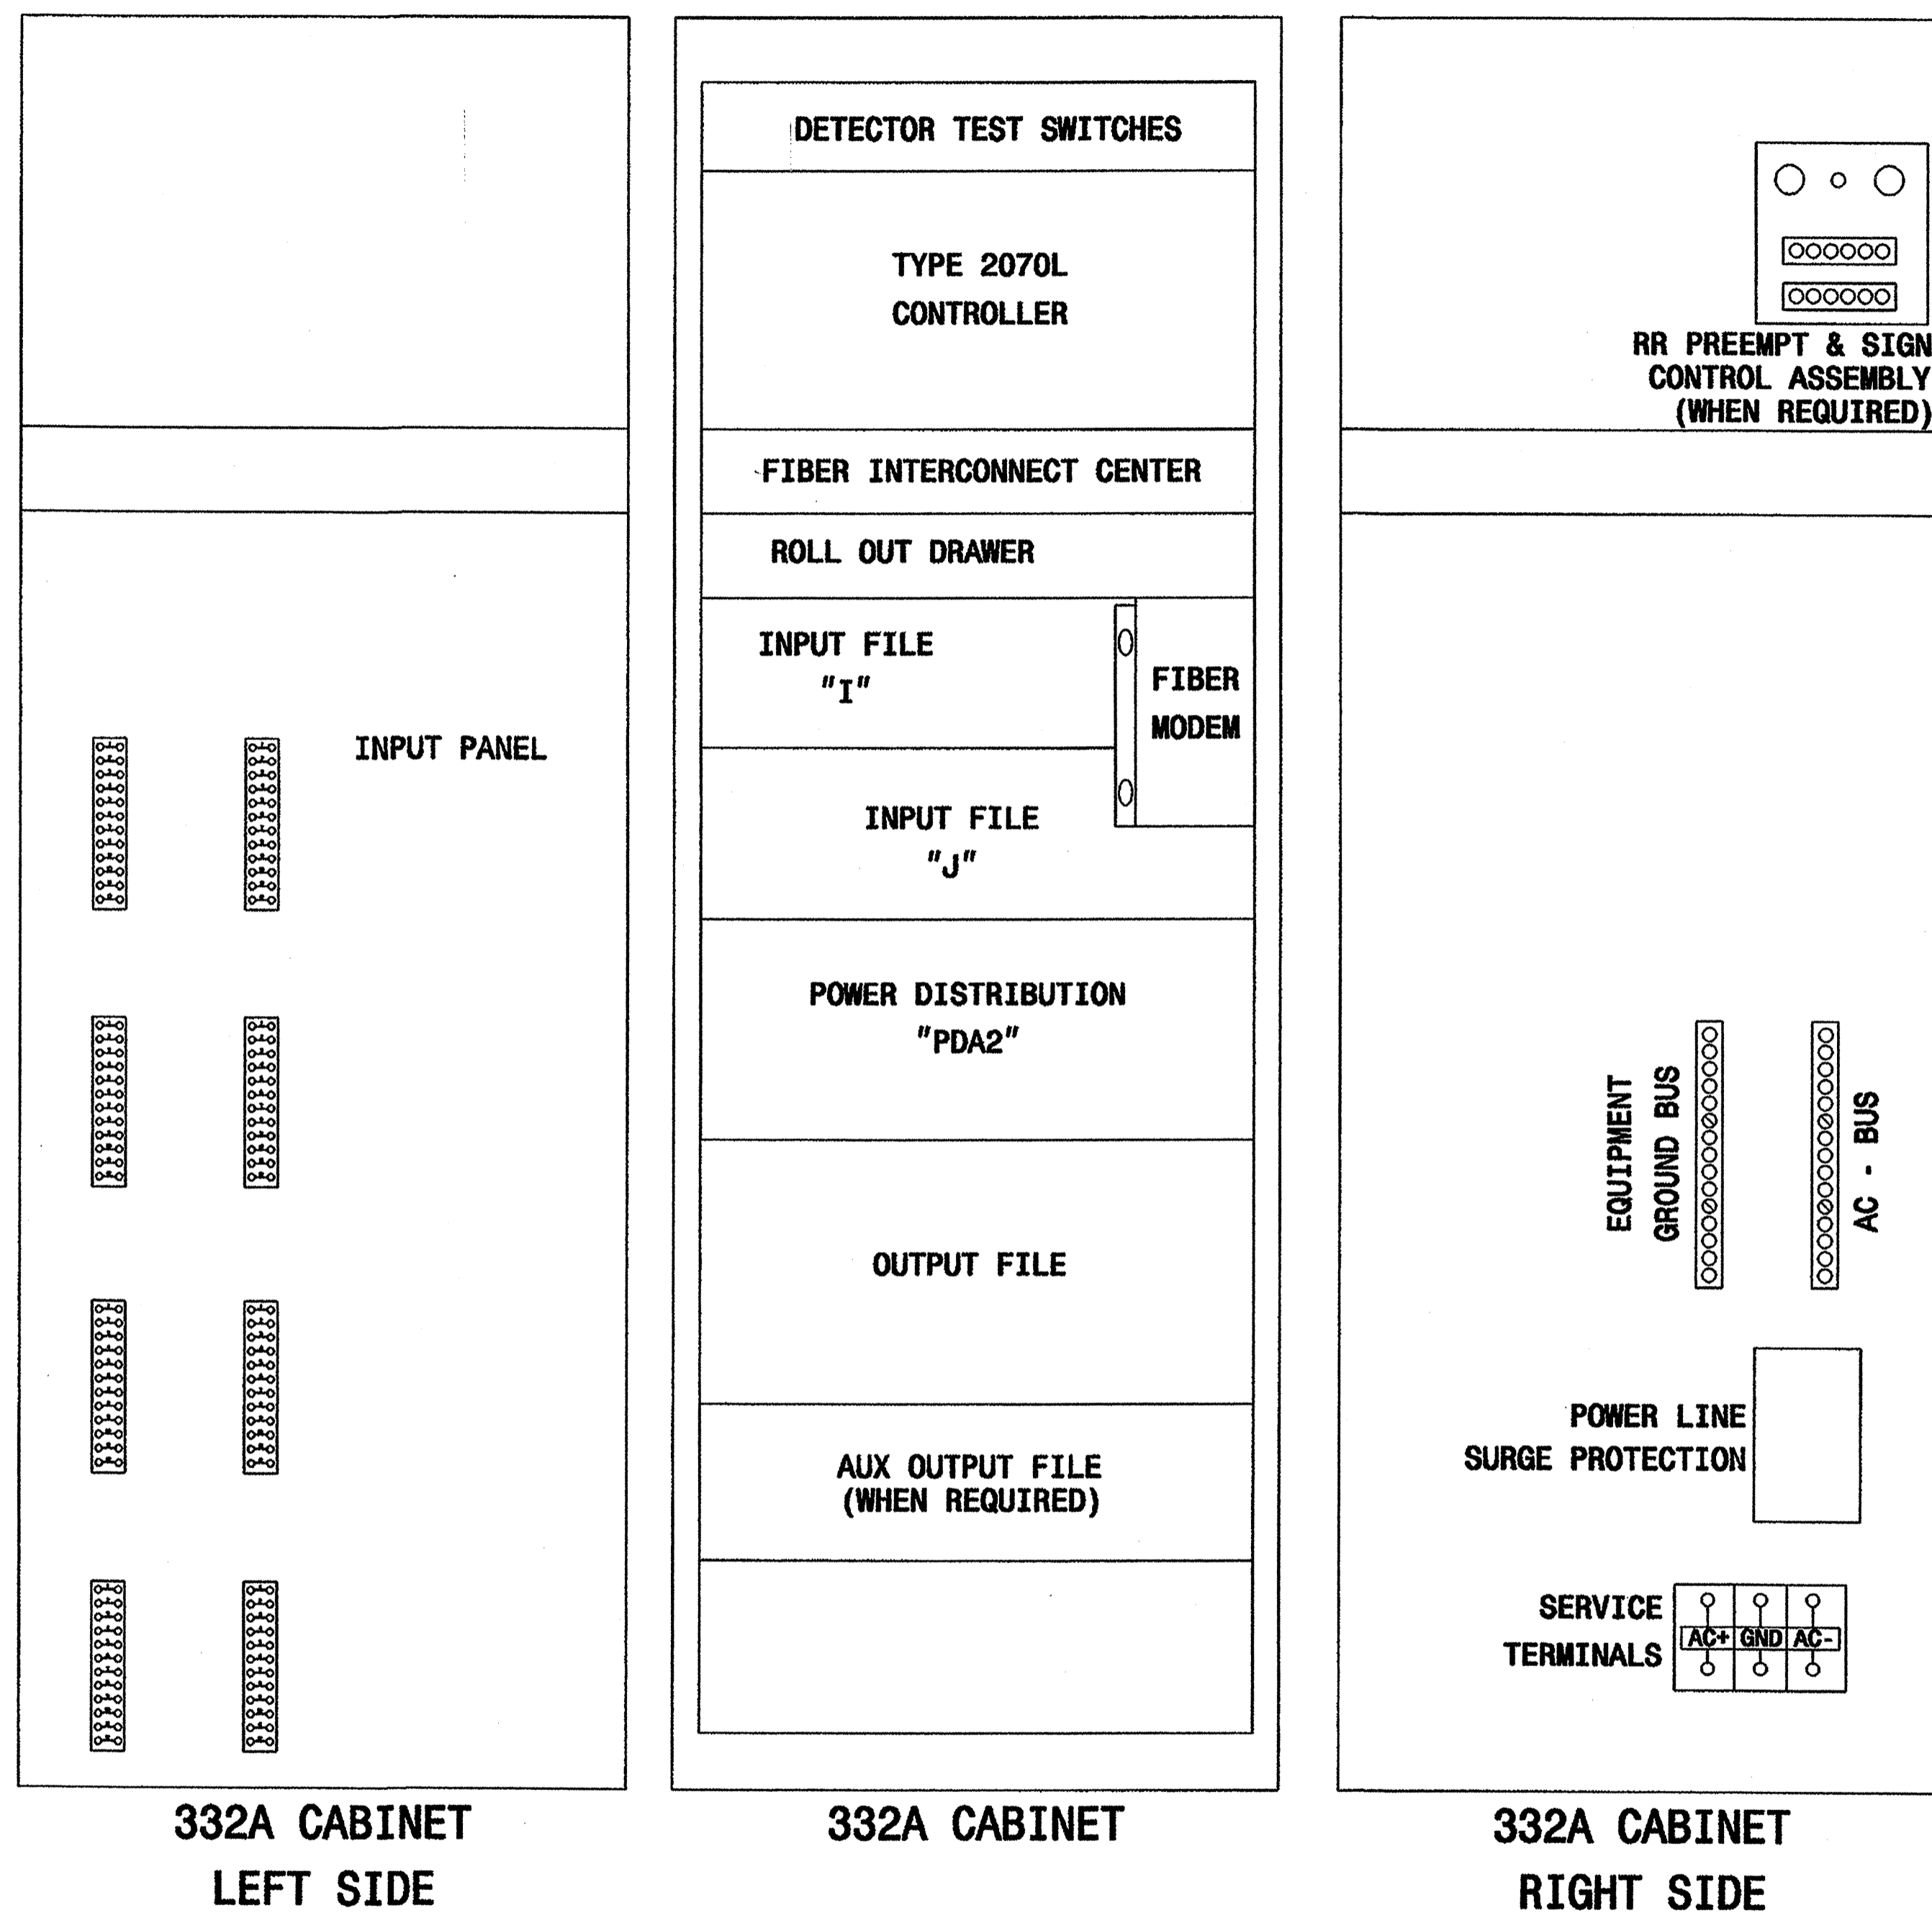 INPUT PANEL
332A CABINET
LEFT SIDE
DETECTOR TEST SWITCHES
TYPE 2070L
CONTROLLER
FIBER INTERCONNECT CENTER
ROLL OUT DRAWER
INPUT FILE
"I"
FIBER
MODEM
INPUT FILE
"J"
POWER DISTRIBUTION
"PDA2"
OUTPUT FILE
AUX OUTPUT FILE
(WHEN REQUIRED)
332A CABINET
RR PREEMPT & SIGN
CONTROL ASSEMBLY
(WHEN REQUIRED)
EQUIPMENT
GROUND BUS
AC - BUS
POWER LINE
SURGE PROTECTION
SERVICE
TERMINALS
AC+ GND AC-
332A CABINET
RIGHT SIDE